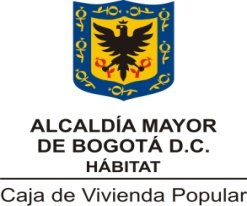 ALCALDÍA MAYOR
DE BOGOTÁ D.C.
HÁBITAT
Caja de Vivienda Popular